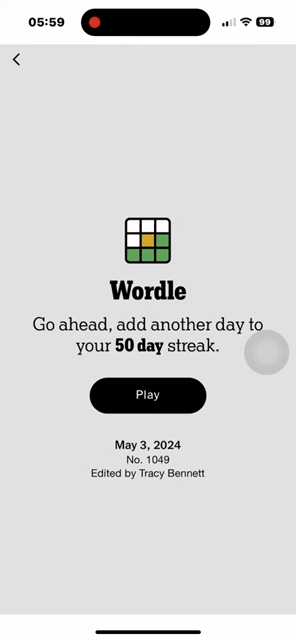 05:59
99
Wordle
Go ahead, add another day to
your 50 day streak.
Play
May 3, 2024
No. 1049
Edited by Tracy Bennett